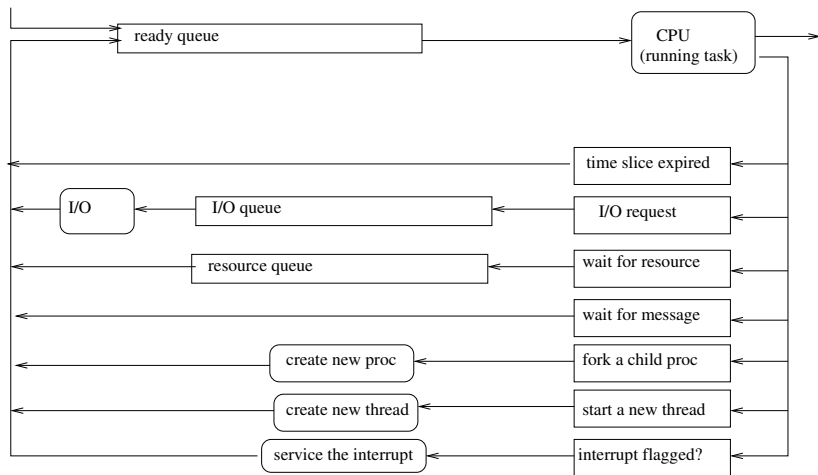 ready queue
CPU
(running task)
time slice expired
I/O
I/O queue
I/O request
resource queue
wait for resource
wait for message
create new proc
fork a child proc
create new thread
start a new thread
service the interrupt
interrupt flagged?